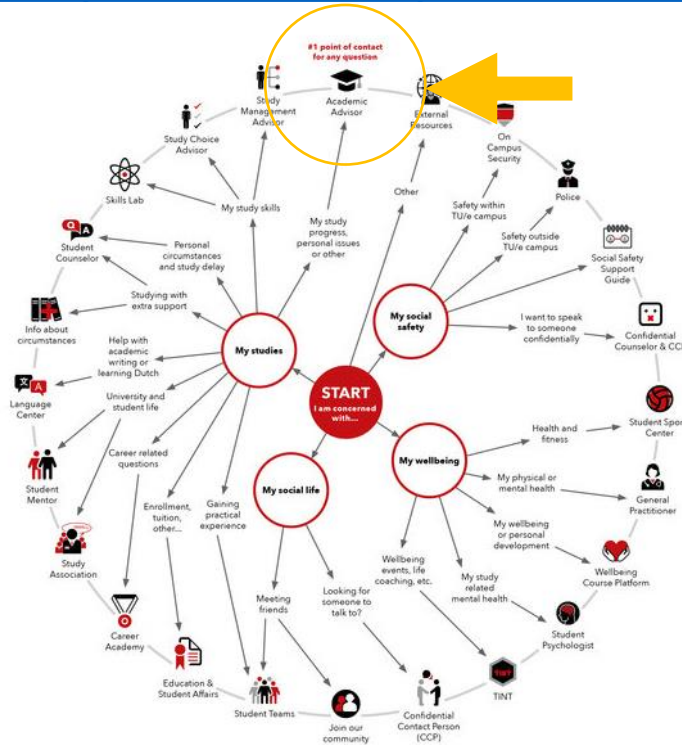 #1 point of contact
for any question
Study
Management
Advisor
Academic
Advisor
External
Resources
On
Campus
Security
Study Choice
Advisor
Police
Skills Lab
Other
My study skills
Safety within
TU/e campus
My study
progress,
personal issues
or other
Student
Counselor
Q
A
Personal
circumstances
and study delay
Safety outside
TU/e campus
Social Safety
Support
Guide
Studying with
extra support
Info about
circumstances
My social
safety
I want to speak
to someone
confidentially
Confidential
Counselor & CC
My studies
Help with
academic
writing or
learning Dutch
START
I am concerned
with...
文
A
Language
Center
University and
student life
Student Spor
Center
Health and
fitness
Career related
questions
My wellbeing
My social life
Student
Mentor
My physical or
mental health
General
Practitioner
Enrollment,
tuition,
other...
Gaining
practical
experience
My wellbeing
or personal
development
Study
Association
Wellbeing
events, life
coaching, etc.
My study
related
mental health
Wellbeing
Course Platform
Meeting
friends
Looking for
someone to
talk to?
Career
Academy
Student
Psychologist
Education &
Student Affairs
TINT
TINT
Student Teams
Join our
community
Confidential
Contact Person
(CCP)